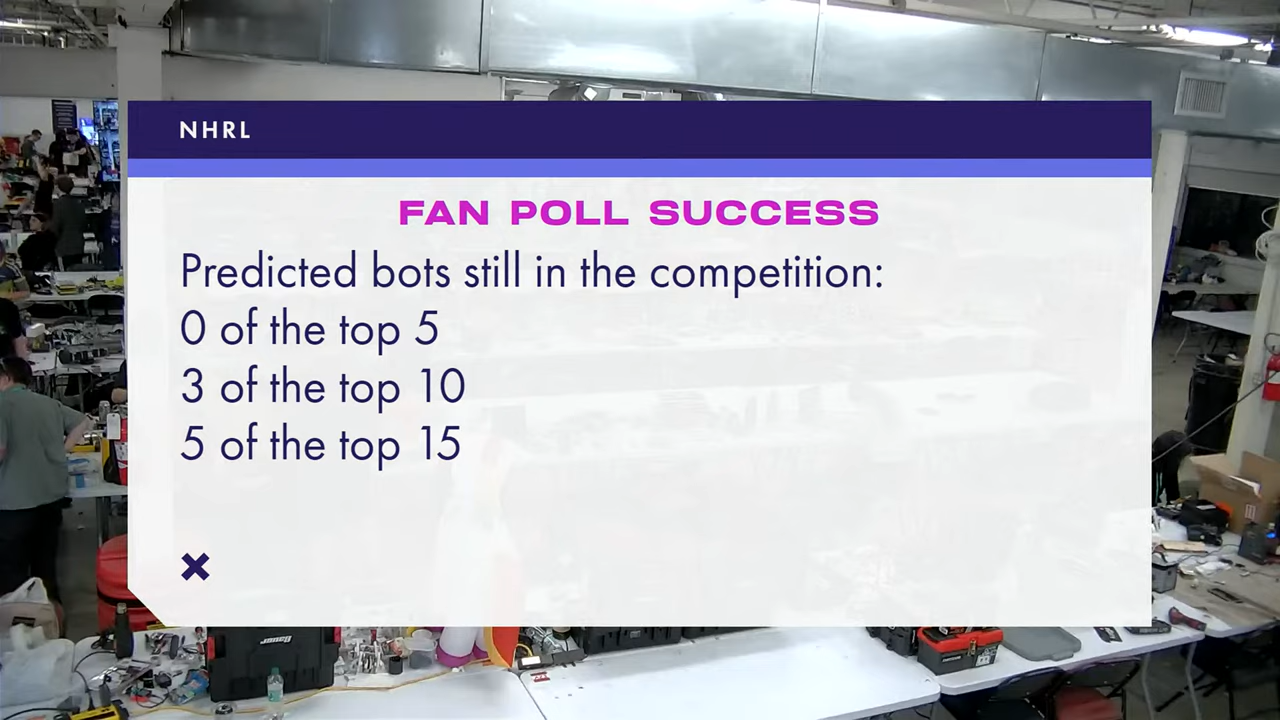 NHRL
FAN POLL SUCCESS
Predicted bots still in the competition:
0 of the top 5
3 of the top 10
5 of the top 15